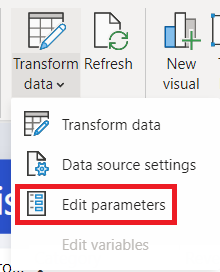 Transform
data
Refresh
New
visual
Transform data
Data source settings
Edit parameters
Edit variables